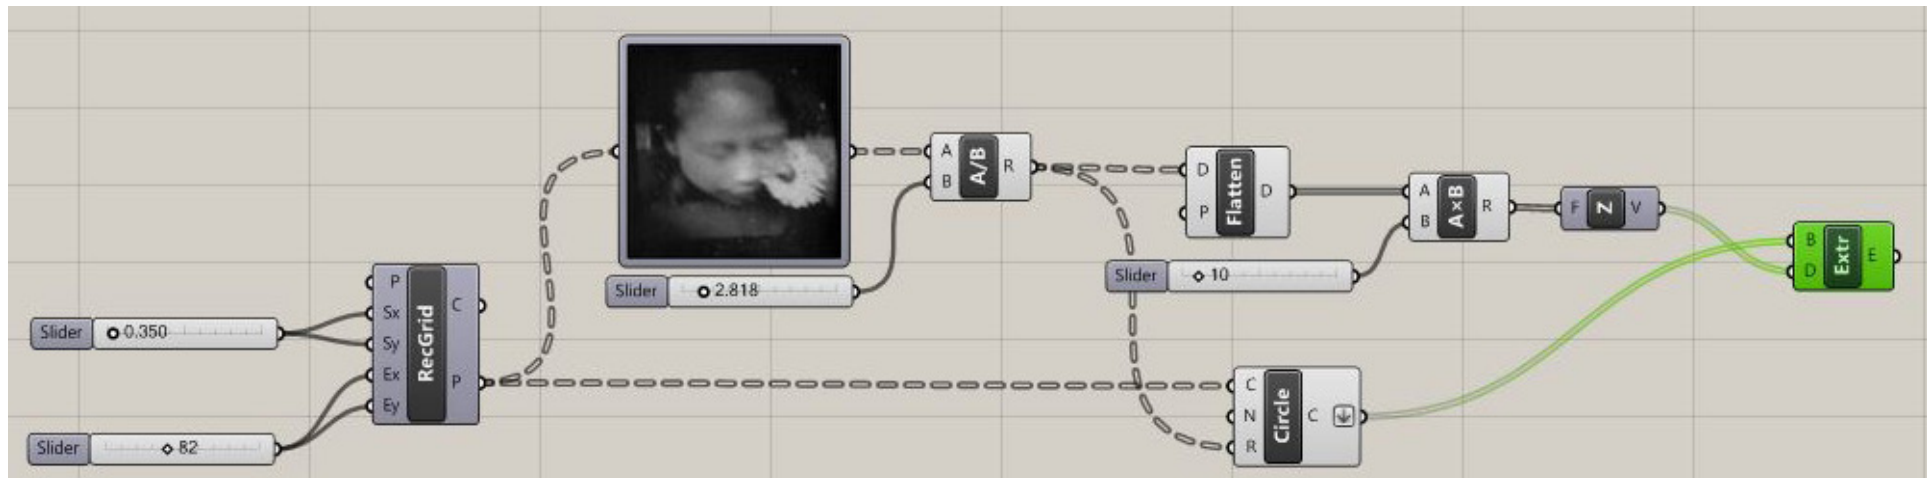 Slider 0.350
Slider 82
P
Sx
Sy
Ex
Ey
RecGrid
C
P
Slider 2.818
A
B
A/B
R
D
P
Flatten
D
Slider 10
A
B
A×B
R
F
Z
V
C
N
R
Circle
C
B
D
Extr
E